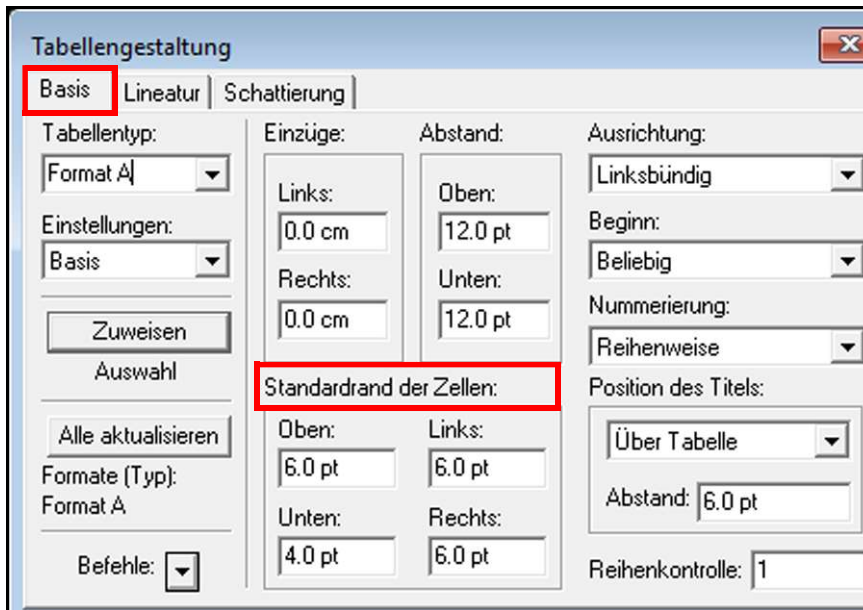 Tabellengestaltung
Basis Lineatur Schattierung
Tabellentyp:
Format A
Einstellungen:
Basis
Zuweisen
Auswahl
Alle aktualisieren
Formate (Typ):
Format A
Befehle:
Einzüge:
Links:
0.0 cm
Rechts:
0.0 cm
Abstand:
Oben:
12.0 pt
Unten:
12.0 pt
Standardrand der Zellen:
Oben: Links:
6.0 pt 6.0 pt
Unten: Rechts:
4.0 pt 6.0 pt
Ausrichtung:
Linksbündig
Beginn:
Beliebig
Nummerierung:
Reihenweise
Position des Titels:
Über Tabelle
Abstand: 6.0 pt
Reihenkontrolle: 1